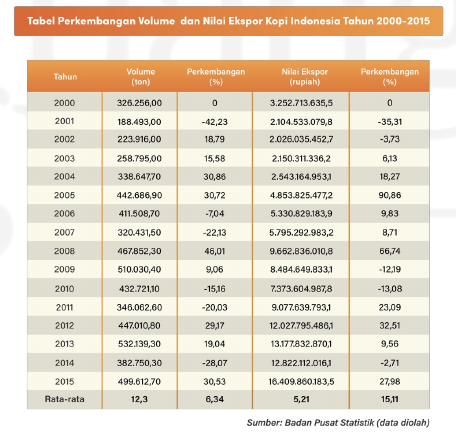 Tabel Perkembangan Volume dan Nilai Ekspor Kopi Indonesia Tahun 2000-2015
Tahun Volume (ton) Perkembangan (%) Nilai Ekspor (rupiah) Perkembangan (%)
2000 326.256,00 0 3.252.713.635,5 0
2001 188.493,00 -42,23 2.104.533.079,8 -35,31
2002 223.916,00 18,79 2.026.035.452,7 -3,73
2003 258.795,00 15,58 2.150.311.336,2 6,13
2004 338.647,70 30,86 2.543.164.953,1 18,27
2005 442.686,90 30,72 4.853.825.477,2 90,86
2006 411.508,70 -7,04 5.330.829.183,9 9,83
2007 320.431,50 -22,13 5.795.292.983,2 8,71
2008 467.852,30 46,01 9.662.836.010,8 66,74
2009 510.030,40 9,06 8.484.649.833,1 -12,19
2010 432.721,10 -15,16 7.373.604.987,8 -13,08
2011 346.062,60 -20,03 9.077.639.793,1 23,09
2012 447.010,80 29,17 12.027.795.486,1 32,51
2013 532.139,30 19,04 13.177.832.870,1 9,56
2014 382.750,30 -28,07 12.822.112.016,1 -2,71
2015 499.612,70 30,53 16.409.860.183,5 27,98
Rata-rata 12,3 6,34 5,21 15,11
Sumber: Badan Pusat Statistik (data diolah)